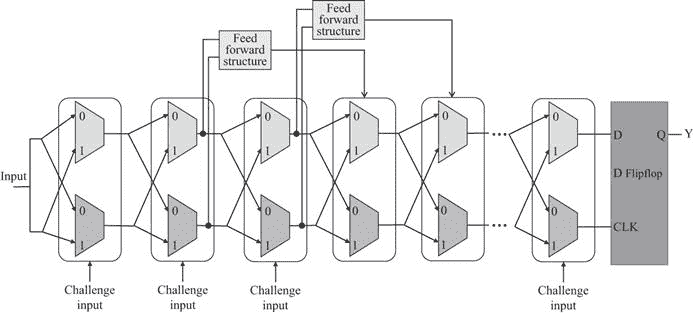 Feed
forward
structure
Feed
forward
structure
0 0 0 0 0 0
1 1 1 1 1 1
D Q Y
Input
D Flipflop
0 0 0 0 0 0
1 1 1 1 1 1
CLK
Challenge
input
Challenge
input
Challenge
input
Challenge
input